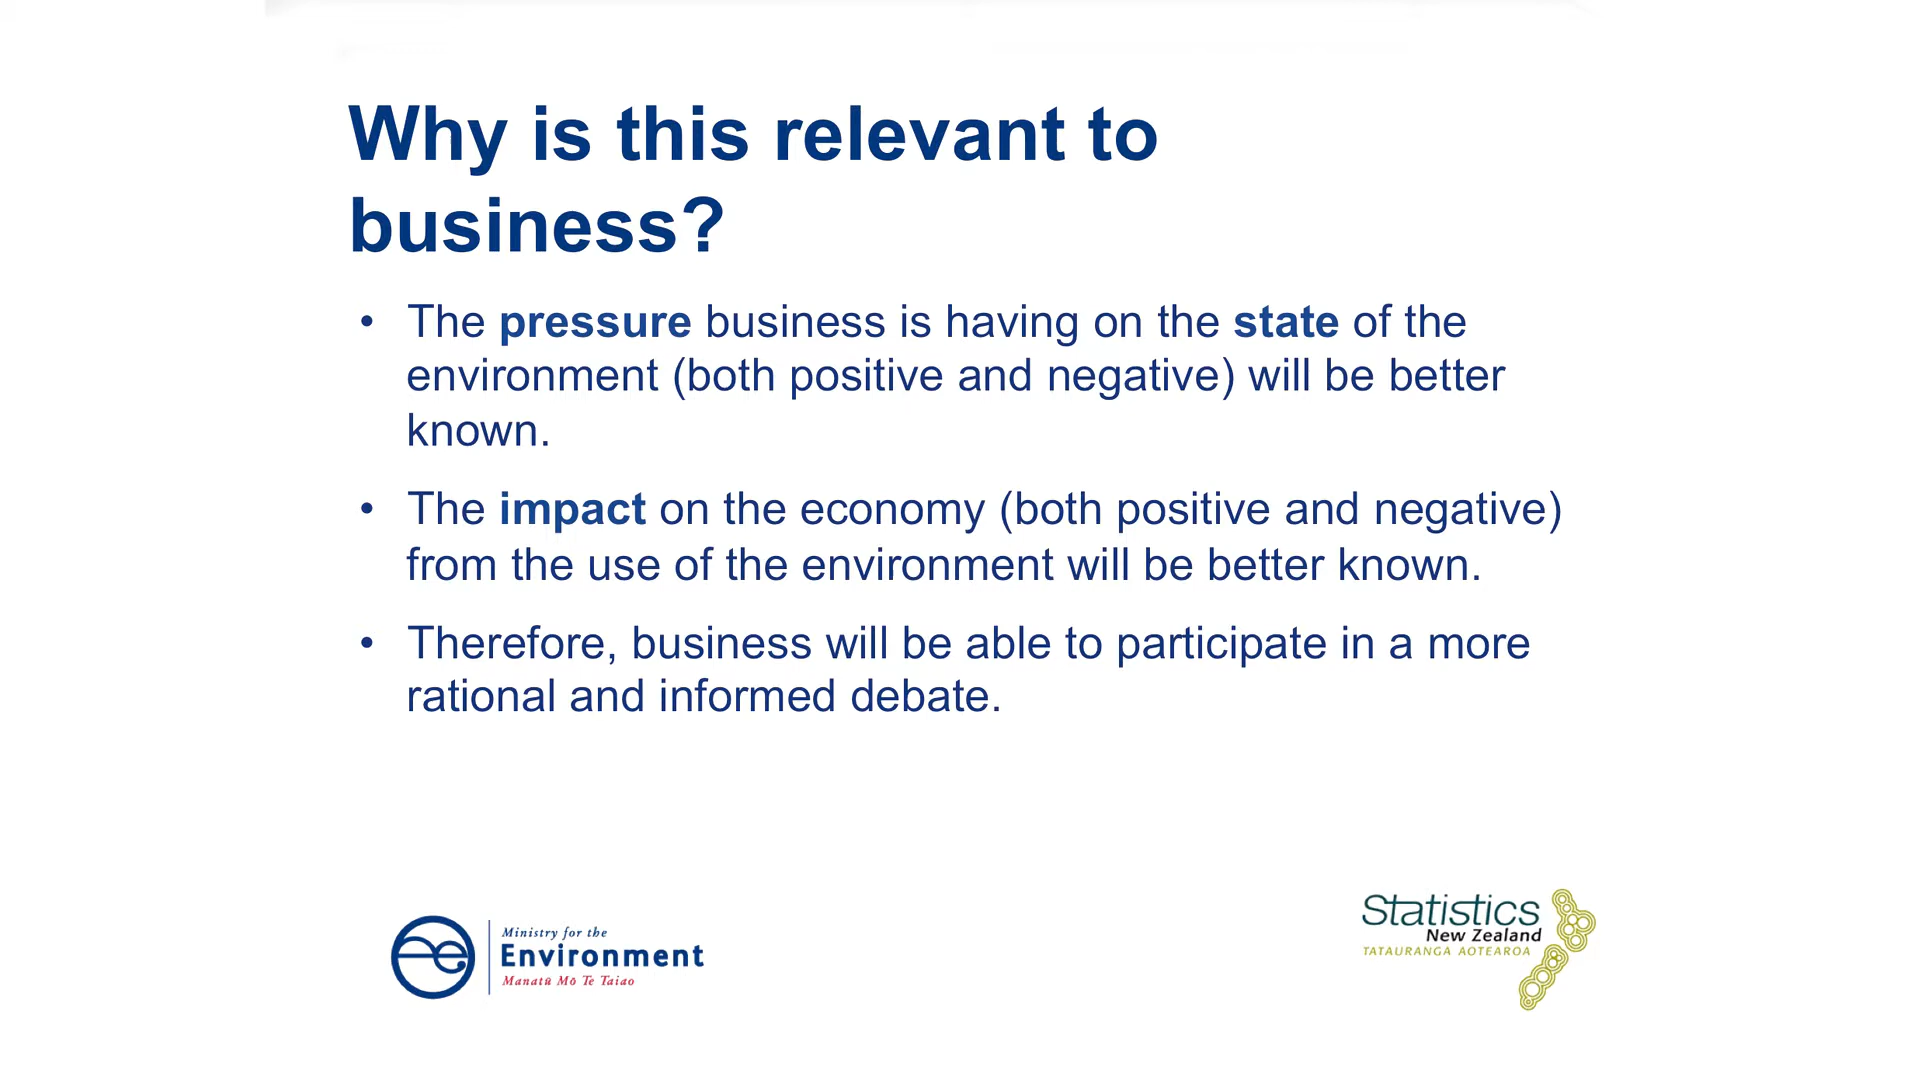 Why is this relevant to
business?
• The pressure business is having on the state of the
environment (both positive and negative) will be better
known.
• The impact on the economy (both positive and negative)
from the use of the environment will be better known.
• Therefore, business will be able to participate in a more
rational and informed debate.
Ministry for the
Environment
Manatū Mō Te Taiao
Statistics
New Zealand
TATAURANGA AOTEAROA